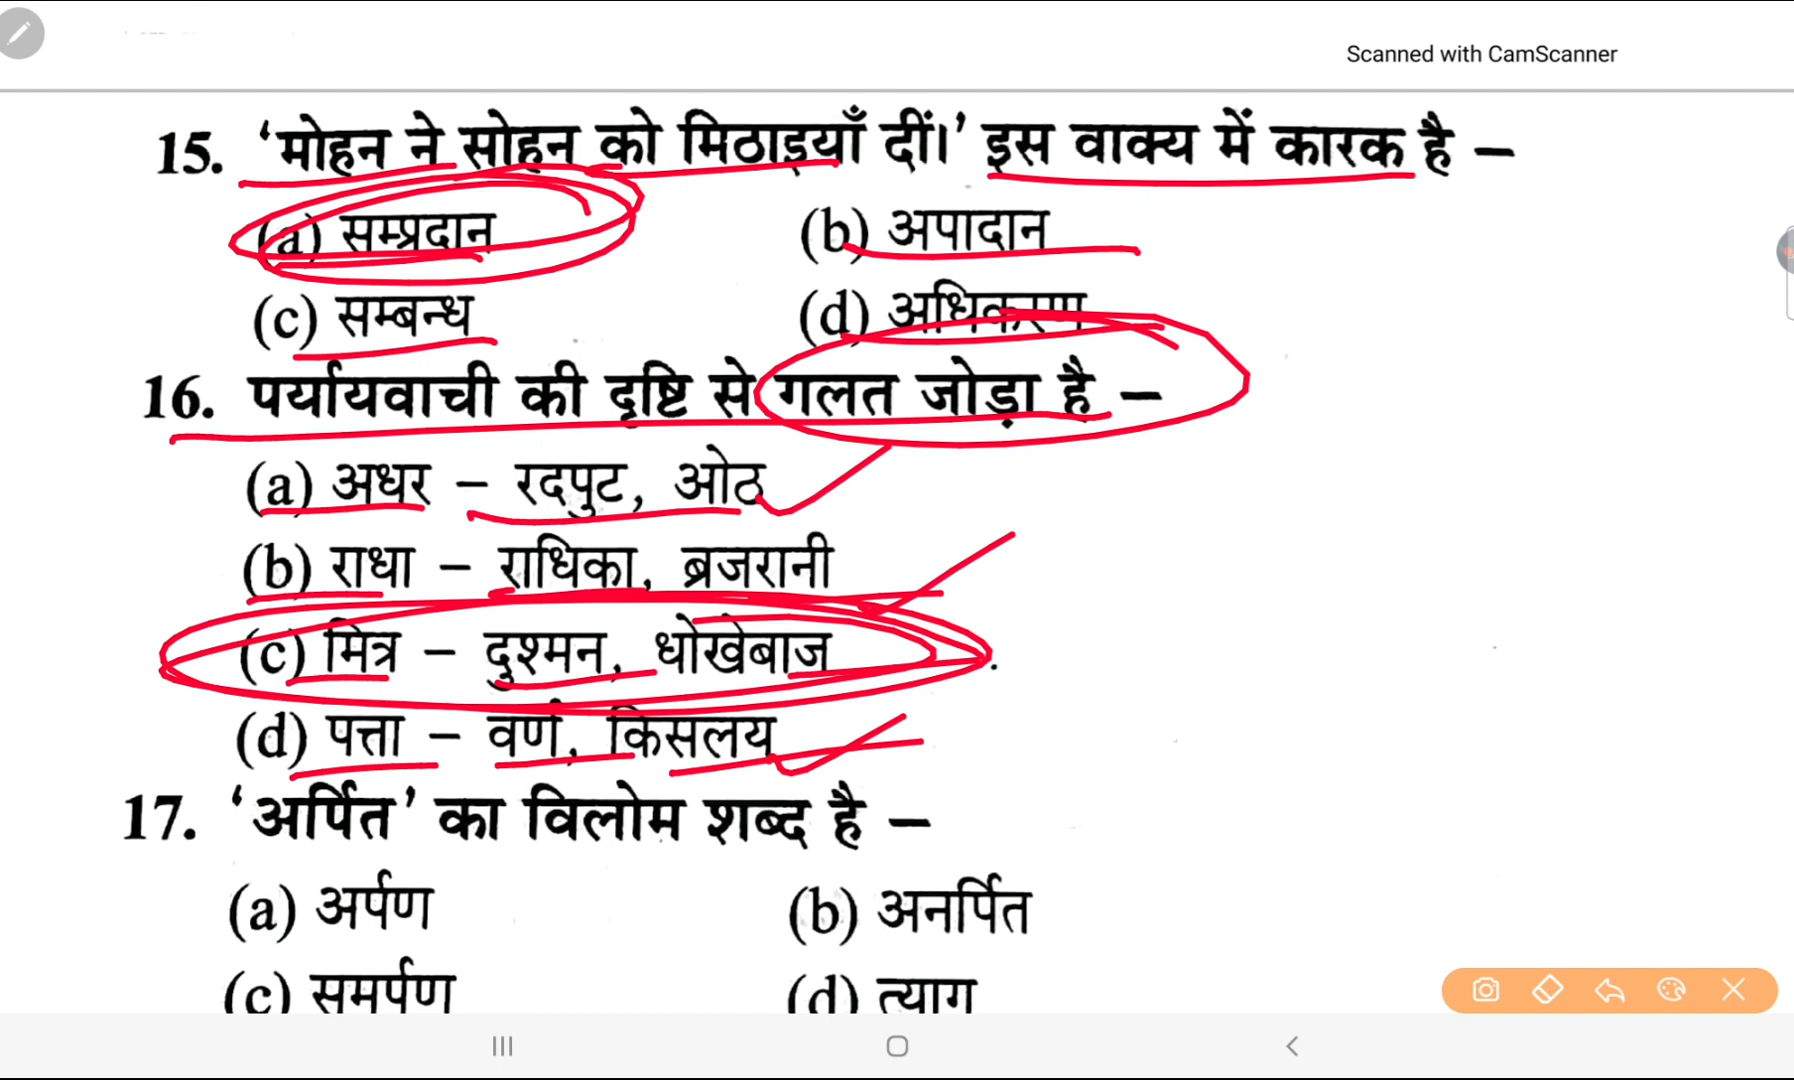 Scanned with CamScanner
15. ‘मोहन ने सोहन को मिठाइयाँ दीं।’ इस वाक्य में कारक है –
(a) सम्प्रदान (b) अपादान
(c) सम्बन्ध (d) अधिकरण
16. पर्यायवाची की दृष्टि से गलत जोड़ा है –
(a) अधर – रदपुट, ओठ
(b) राधा – राधिका, ब्रजरानी
(c) मित्र – दुश्मन, धोखेबाज
(d) पत्ता – वर्ण, किसलय
17. ‘अर्पित’ का विलोम शब्द है –
(a) अर्पण (b) अनर्पित
(c) समर्पण (d) त्याग